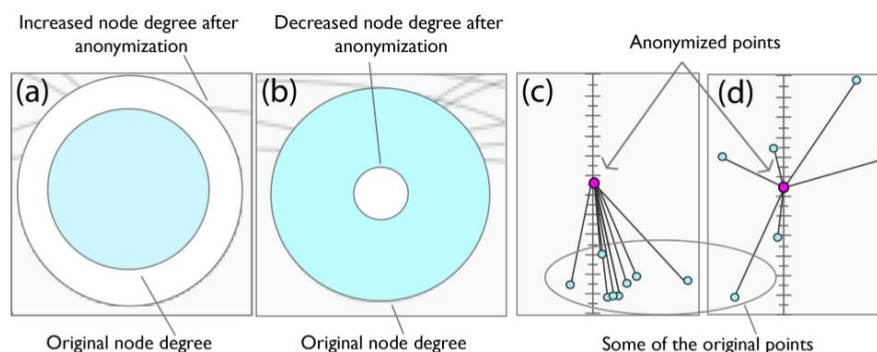 Increased node degree after
anonymization
Decreased node degree after
anonymization
Anonymized points
(a)
(b)
(c)
(d)
Original node degree
Original node degree
Some of the original points